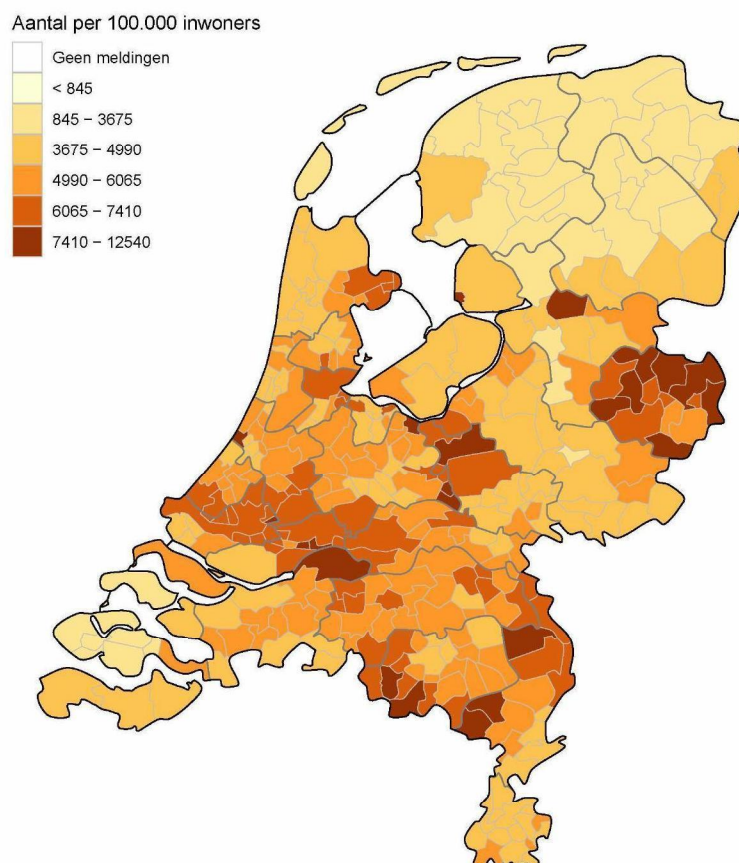 Aantal per 100.000 inwoners
Geen meldingen
< 845
845 – 3675
3675 – 4990
4990 – 6065
6065 – 7410
7410 – 12540